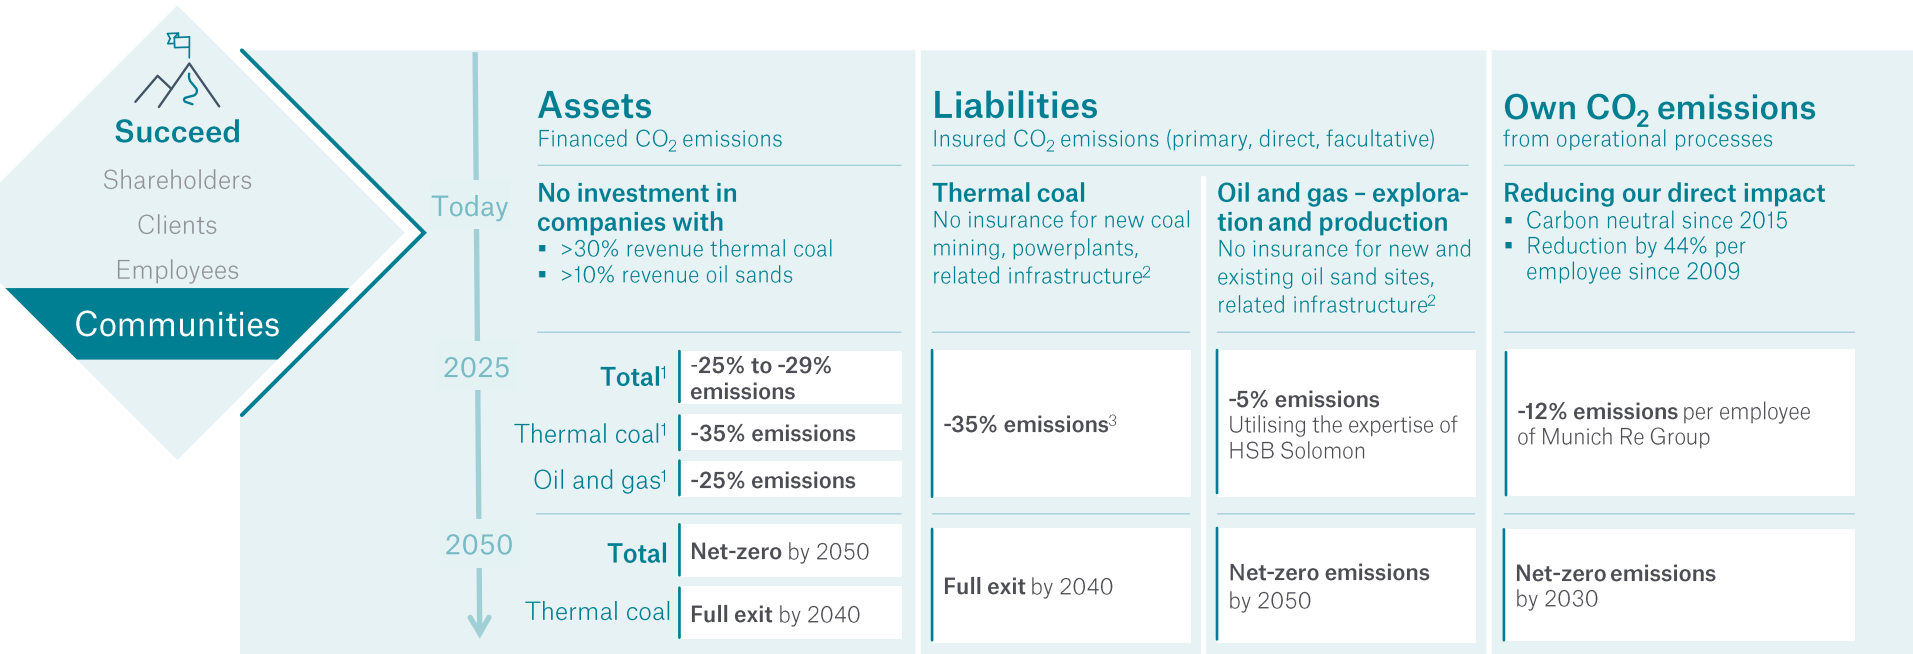 Succeed
Shareholders
Clients
Employees
Communities
Today
2025
2050
Assets
Financed CO₂ emissions
No investment in
companies with
▪ >30% revenue thermal coal
▪ >10% revenue oil sands
Total¹
-25% to -29%
emissions
Thermal coal¹
-35% emissions
Oil and gas¹
-25% emissions
Total
Net-zero by 2050
Thermal coal
Full exit by 2040
Liabilities
Insured CO₂ emissions (primary, direct, facultative)
Thermal coal
No insurance for new coal
mining, powerplants,
related infrastructure²
-35% emissions³
Full exit by 2040
Oil and gas – explora-
tion and production
No insurance for new and
existing oil sand sites,
related infrastructure²
-5% emissions
Utilising the expertise of
HSB Solomon
Net-zero emissions
by 2050
Own CO₂ emissions
from operational processes
Reducing our direct impact
▪ Carbon neutral since 2015
▪ Reduction by 44% per
employee since 2009
-12% emissions per employee
of Munich Re Group
Net-zero emissions
by 2030